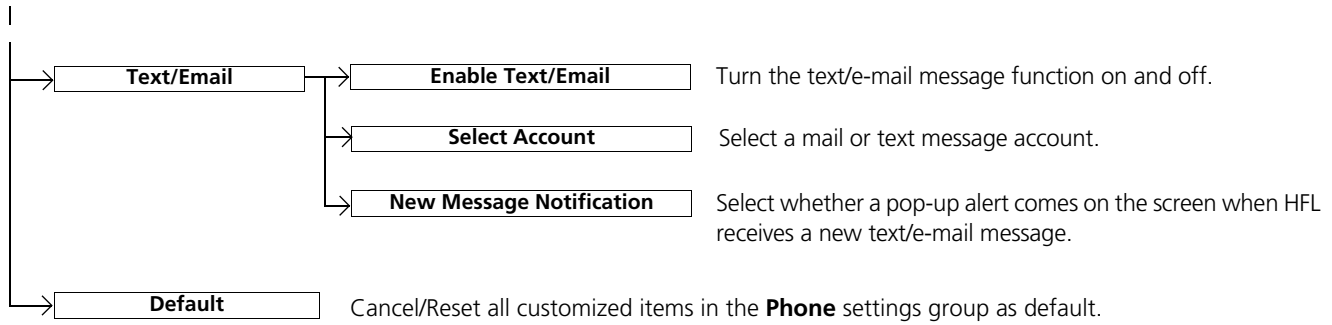 Text/Email
Enable Text/Email
Turn the text/e-mail message function on and off.
Select Account
Select a mail or text message account.
New Message Notification
Select whether a pop-up alert comes on the screen when HFL
receives a new text/e-mail message.
Default
Cancel/Reset all customized items in the Phone settings group as default.